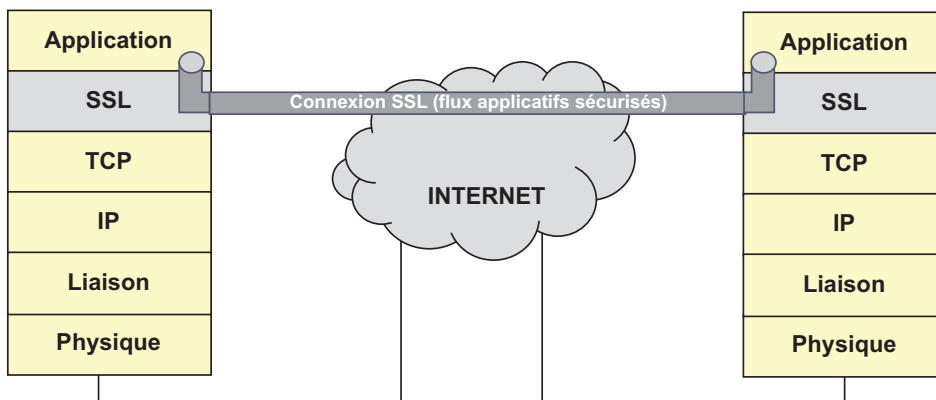 Application
SSL
TCP
IP
Liaison
Physique
Connexion SSL (flux applicatifs sécurisés)
INTERNET
Application
SSL
TCP
IP
Liaison
Physique